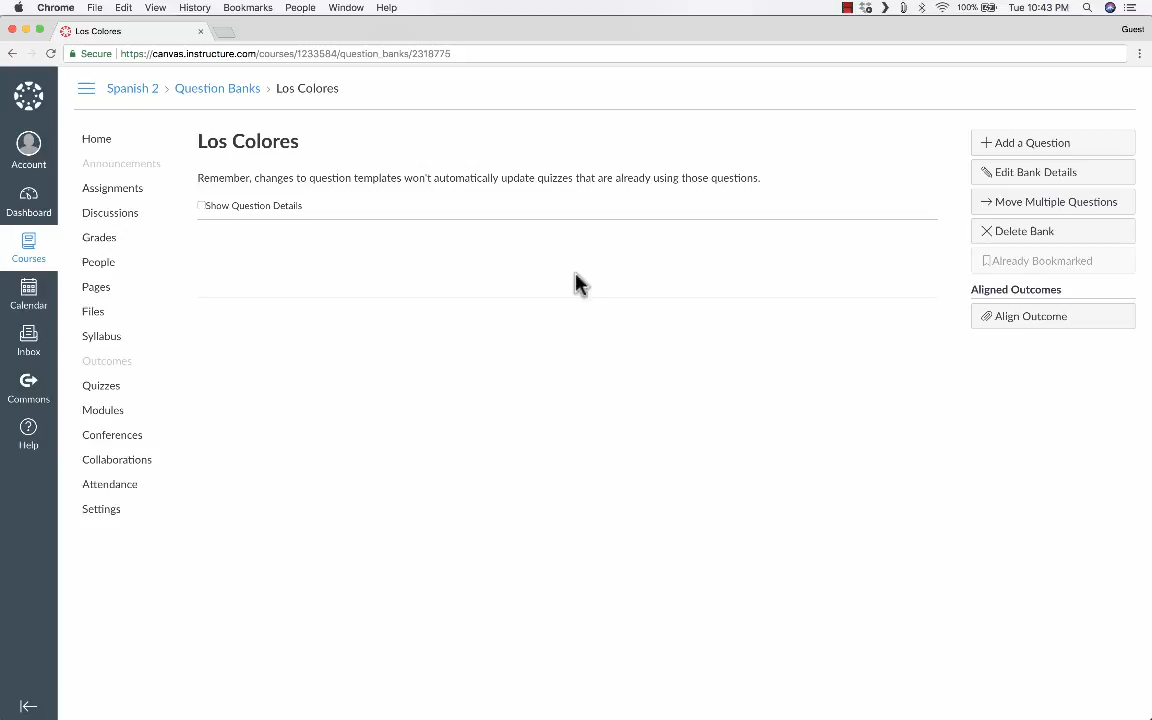 Chrome File Edit View History Bookmarks People Window Help 100% Tue 10:43 PM
Los Colores Guest
Secure https://canvas.instructure.com/courses/1233584/question_banks/2318775
Spanish 2 > Question Banks > Los Colores
Account
Dashboard
Courses
Calendar
Inbox
Commons
Help
Home
Announcements
Assignments
Discussions
Grades
People
Pages
Files
Syllabus
Outcomes
Quizzes
Modules
Conferences
Collaborations
Attendance
Settings
Los Colores
Remember, changes to question templates won't automatically update quizzes that are already using those questions.
Show Question Details
Add a Question
Edit Bank Details
Move Multiple Questions
Delete Bank
Already Bookmarked
Aligned Outcomes
Align Outcome